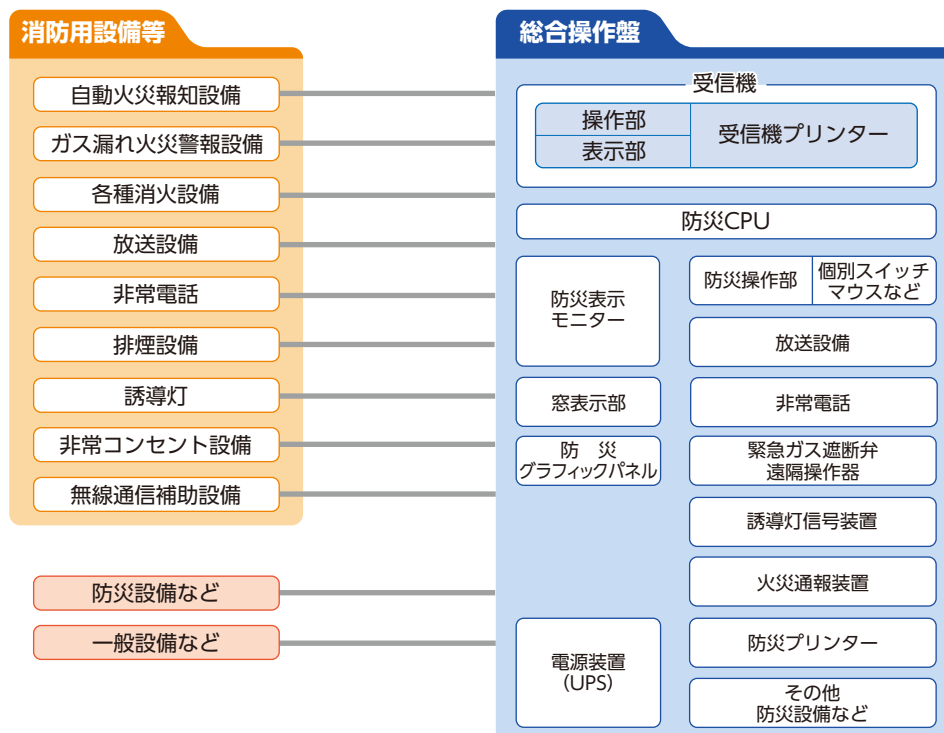 消防用設備等
自動火災報知設備
ガス漏れ火災警報設備
各種消火設備
放送設備
非常電話
排煙設備
誘導灯
非常コンセント設備
無線通信補助設備
防災設備など
一般設備など
総合操作盤
受信機
操作部
表示部
受信機プリンター
防災CPU
防災表示
モニター
窓表示部
防　災
グラフィックパネル
電源装置
(UPS)
防災操作部
個別スイッチ
マウスなど
放送設備
非常電話
緊急ガス遮断弁
遠隔操作器
誘導灯信号装置
火災通報装置
防災プリンター
その他
防災設備など